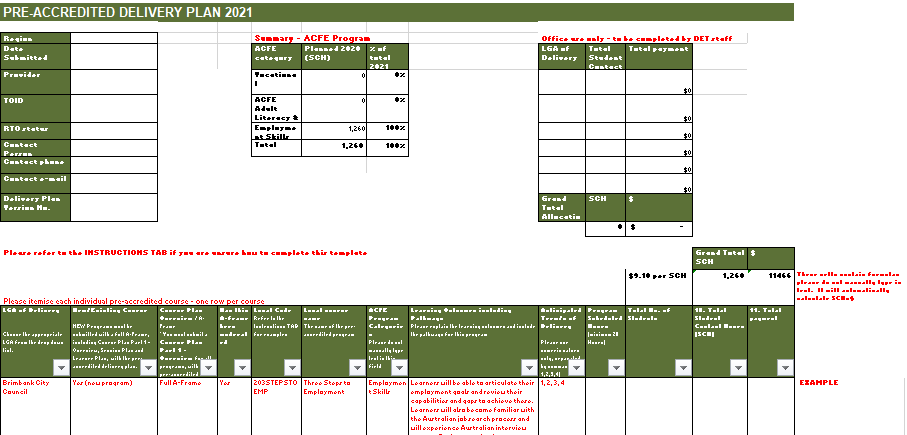 PRE-ACCREDITED DELIVERY PLAN 2021
Region
Date
Submitted
Provider
TOID
RTO status
Contact
Person
Contact phone
Contact e-mail
Delivery Plan
Version No.
Summary - ACFE Program
ACFE
category
Planned 2020
(SCH)
% of
total
2021
Vocationa
l
0
0%
ACFE
Adult
Literacy &
0
0%
Employme
nt Skills
1,260
100%
Total
1,260
100%
Office use only - to be completed by DET staff
LGA of
Delivery
Total
Student
Contact
Total payment
$0
$0
$0
$0
$0
Grand
Total
Allocatio
SCH
$
0
$ -
Please refer to the INSTRUCTIONS TAB if you are unsure how to complete this template
Grand Total
SCH
$
$9.10 per SCH
1,260
11466
These cells contain formulas
please do not manually type in
text. It will automatically
calculate SCH+$
Please itemise each individual pre-accredited course - one row per course
LGA of Delivery
Choose the appropriate
LGA from the drop down
list.
New/Existing Course
NEW Programs must be
submitted with a full A-Frame,
including Course Plan Part 1 -
Overview, Session Plan and
Learner Plan, with the pre-
accredited delivery plan.
Course Plan
Overview / A-
Frame
You must submit a
Course Plan
Part 1 -
Overview for all
programs, with
pre-accredited
Has this
A-frame
been
moderat
ed
Local Code
Refer to the
Instructions TAB
for examples
Local course
name
The name of the pre-
accredited program
ACFE
Program
Categorie
s
Please do not
manually type
text in this
field
Learning Outcomes including
Pathways
Please explain the learning outcomes and include
the pathways for this program
Anticipated
Term/s of
Delivery
Please use
numeric values
only, separated
by commas
1,2,3,4)
Program
Scheduled
Hours
(minimum 20
Hours)
Total No. of
Students
10. Total
Student
Contact Hours
(SCH)
11. Total
payment
Brimbank City
Council
Yes (new program)
Full A-Frame
Yes
203STEPSTO
EMP
Three Steps to
Employment
Employmen
t Skills
Learners will be able to articulate their
employment goals and review their
capabilities and gaps to achieve these.
Learners will also become familiar with
the Australian job search process and
will experience Australian interview
1,2,3,4
EXAMPLE